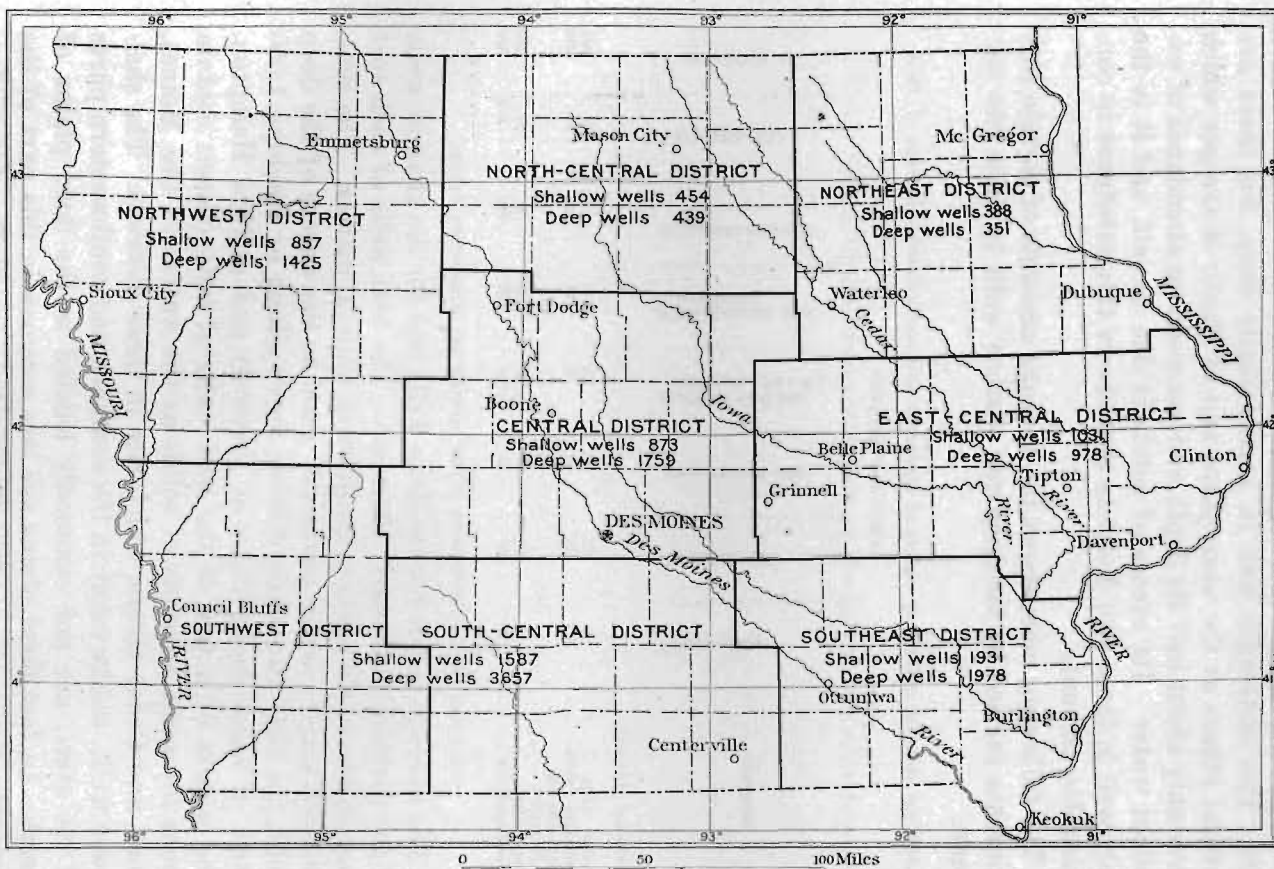 96° 95° 94° 93° 92° 91°
Emmetsburg
Mason City
Mc Gregor
43
43°
NORTHWEST DISTRICT
Shallow wells 857
Deep wells 1425
NORTH-CENTRAL DISTRICT
Shallow wells 454
Deep wells 439
NORTHEAST DISTRICT
Shallow wells 388
Deep wells 351
Sioux City
Fort Dodge
Waterloo
Dubuque
MISSISSIPPI
MISSOURI
Cedar
Boone
CENTRAL DISTRICT
Shallow wells 873
Deep wells 1759
Iowa
EAST-CENTRAL DISTRICT
Shallow wells 1031
Deep wells 978
42°
Belle Plaine
Clinton
Grinnell
Tipton
River
River
DES MOINES
Des Moines
Davenport
Council Bluffs
SOUTHWEST DISTRICT
SOUTH-CENTRAL DISTRICT
Shallow wells 1587
Deep wells 3657
SOUTHEAST DISTRICT
Shallow wells 1931
Deep wells 1978
RIVER
RIVER
Ottumwa
Burlington
Centerville
River
Keokuk
96° 95° 94° 93° 92° 91°
0 50 100 Miles